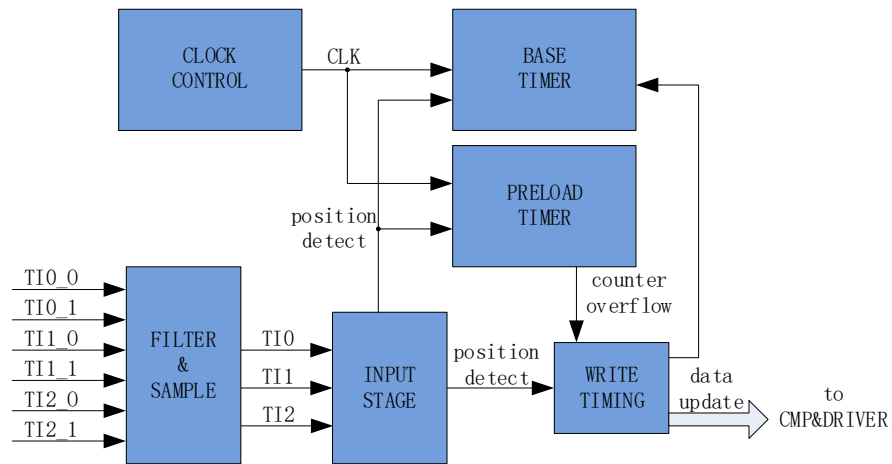 CLOCK
CONTROL
CLK
BASE
TIMER
PRELOAD
TIMER
position
detect
counter
overflow
TI0_0
TI0_1
TI1_0
TI1_1
TI2_0
TI2_1
FILTER
&
SAMPLE
TI0
TI1
TI2
INPUT
STAGE
position
detect
WRITE
TIMING
data
update
to
CMP&DRIVER